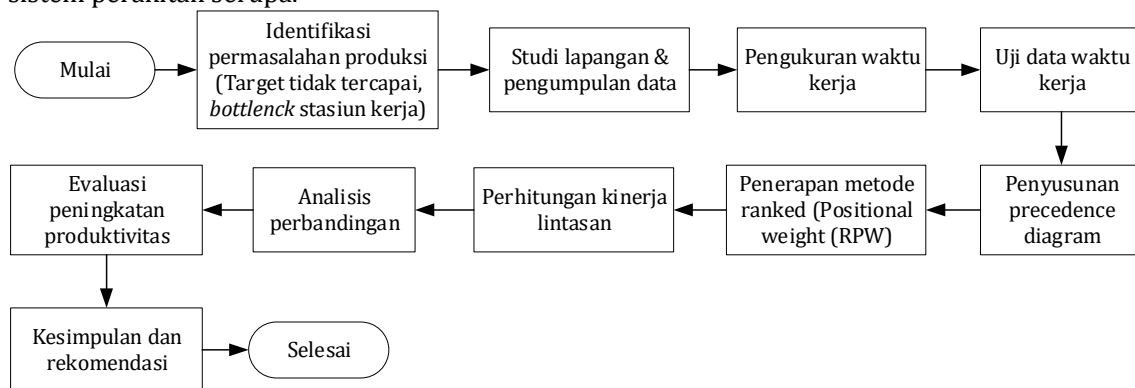 sistem perakitan serupa.
Mulai
Identifikasi
permasalahan produksi
(Target tidak tercapai,
bottlenck stasiun kerja)
Studi lapangan &
pengumpulan data
Pengukuran waktu
kerja
Uji data waktu
kerja
Penyusunan
precedence
diagram
Penerapan metode
ranked (Positional
weight (RPW)
Perhitungan kinerja
lintasan
Analisis
perbandingan
Evaluasi
peningkatan
produktivitas
Kesimpulan dan
rekomendasi
Selesai